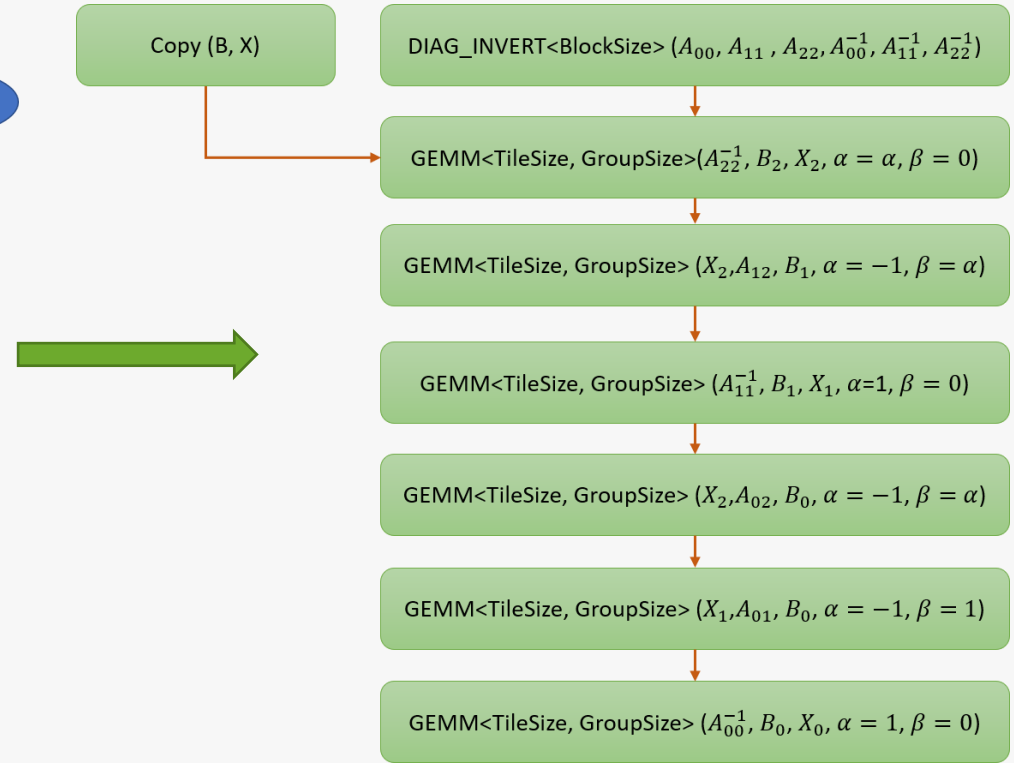 Copy (B, X)
DIAG_INVERT<BlockSize> (𝐴₀₀, 𝐴₁₁ , 𝐴₂₂, 𝐴₀₀⁻¹, 𝐴₁₁⁻¹, 𝐴₂₂⁻¹)
GEMM<TileSize, GroupSize>(𝐴₂₂⁻¹, 𝐵₂, 𝑋₂, 𝛼 = 𝛼, 𝛽 = 0)
GEMM<TileSize, GroupSize> (𝑋₂,𝐴₁₂, 𝐵₁, 𝛼 = −1, 𝛽 = 𝛼)
GEMM<TileSize, GroupSize> (𝐴₁₁⁻¹, 𝐵₁, 𝑋₁, 𝛼=1, 𝛽 = 0)
GEMM<TileSize, GroupSize> (𝑋₂,𝐴₀₂, 𝐵₀, 𝛼 = −1, 𝛽 = 𝛼)
GEMM<TileSize, GroupSize> (𝑋₁,𝐴₀₁, 𝐵₀, 𝛼 = −1, 𝛽 = 1)
GEMM<TileSize, GroupSize> (𝐴₀₀⁻¹, 𝐵₀, 𝑋₀, 𝛼 = 1, 𝛽 = 0)